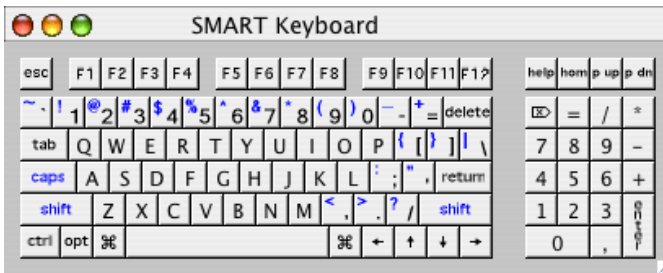 SMART Keyboard
esc F1 F2 F3 F4 F5 F6 F7 F8 F9 F10 F11 F12 help hom p up p dn
~ ` ! 1 @ 2 # 3 $ 4 % 5 ^ 6 & 7 * 8 ( 9 ) 0 _ - + = delete ⌦ = / *
tab Q W E R T Y U I O P { [ } ] | \ 7 8 9 -
caps A S D F G H J K L : ; " ' return 4 5 6 +
shift Z X C V B N M < , > . ? / shift 1 2 3 enter
ctrl opt ⌘ ⌘ ← ↑ ↓ → 0 ,